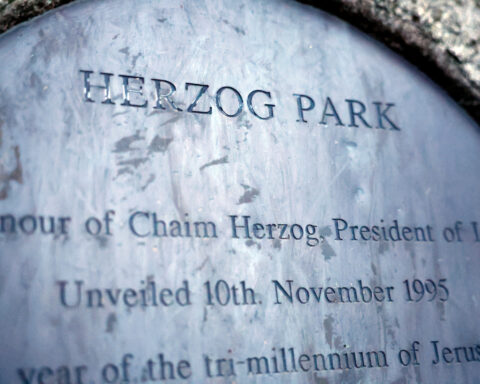 HERZOG PARK
nour of Chaim Herzog, President of I
Unveiled 10th. November 1995
year of the tri-millennium of Jerus